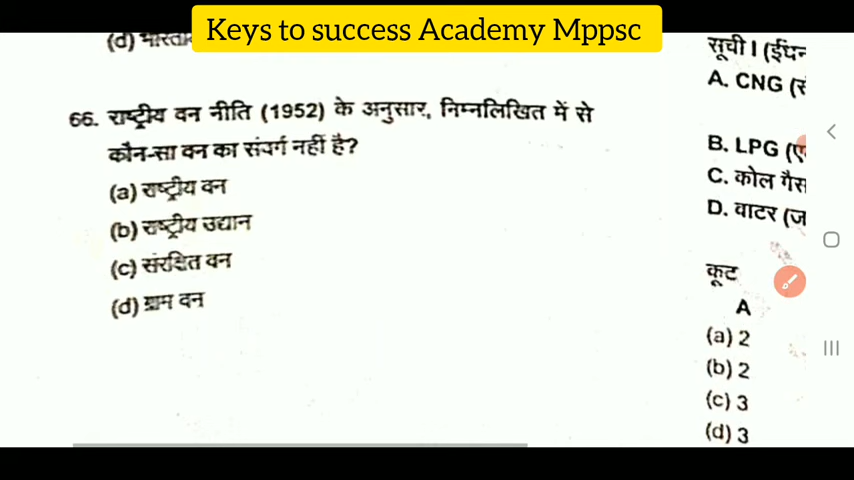 Keys to success Academy Mppsc
66. राष्ट्रीय वन नीति (1952) के अनुसार, निम्नलिखित में से
कौन-सा वन का संवर्ग नहीं है?
(a) राष्ट्रीय वन
(b) राष्ट्रीय उद्यान
(c) संरक्षित वन
(d) ग्राम वन
(d)
सूची I (ईंधन
A. CNG
B. LPG
C. कोल गैस
D. वाटर
कूट
A
(a) 2
(b) 2
(c) 3
(d) 3